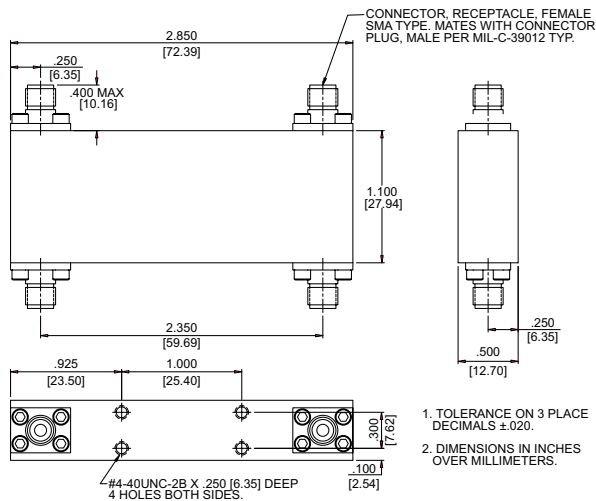 CONNECTOR, RECEPTACLE, FEMALE
SMA TYPE. MATES WITH CONNECTOR
PLUG, MALE PER MIL-C-39012 TYP.
2.850
[72.39]
.250
[6.35]
.400 MAX
[10.16]
1.100
[27.94]
2.350
[59.69]
.250
[6.35]
.500
[12.70]
.925
[23.50]
1.000
[25.40]
.300
[7.62]
.100
[2.54]
#4-40UNC-2B X .250 [6.35] DEEP
4 HOLES BOTH SIDES.
1. TOLERANCE ON 3 PLACE
DECIMALS ±.020.
2. DIMENSIONS IN INCHES
OVER MILLIMETERS.